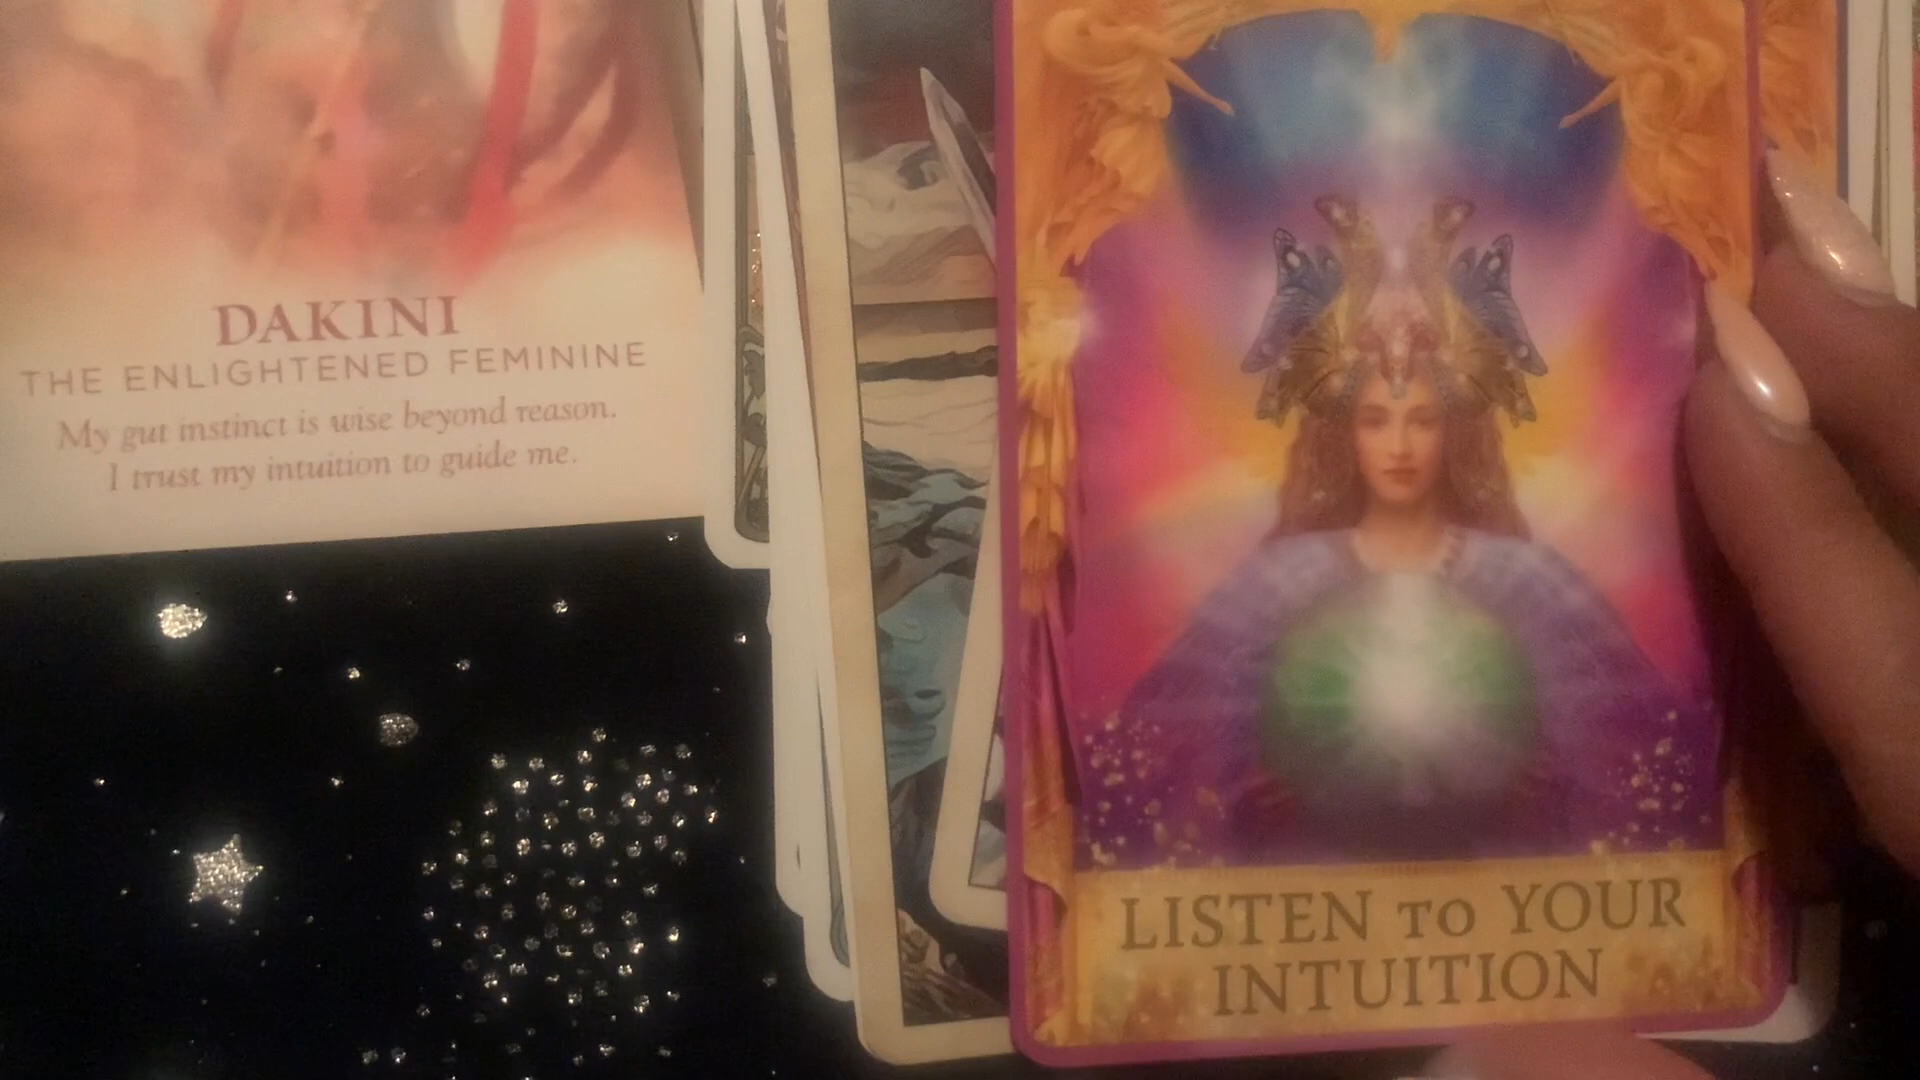 DAKINI
THE ENLIGHTENED FEMININE
My gut instinct is wise beyond reason.
I trust my intuition to guide me.
LISTEN TO YOUR
INTUITION